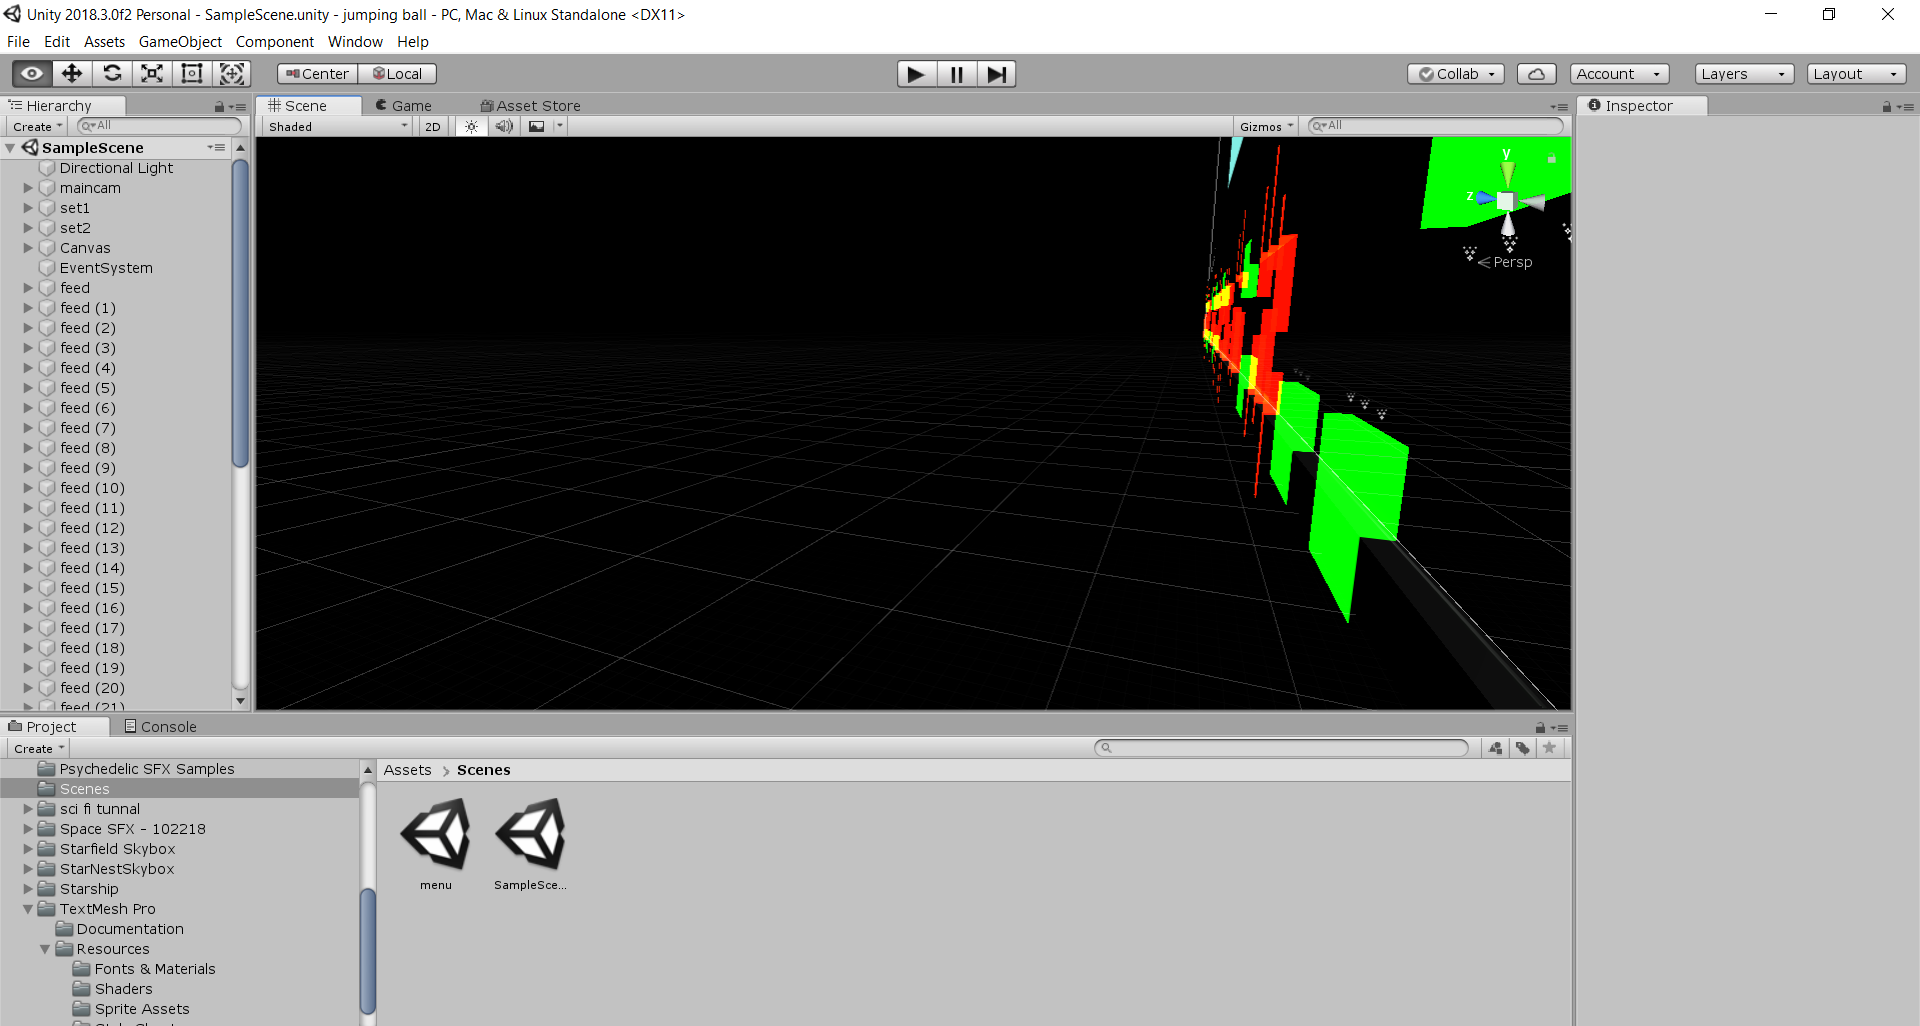 Unity 2018.3.0f2 Personal - SampleScene.unity - jumping ball - PC, Mac & Linux Standalone <DX11>
File Edit Assets GameObject Component Window Help
Center Local Collab Account Layers Layout
Hierarchy
Create All
SampleScene
Directional Light
maincam
set1
set2
Canvas
EventSystem
feed
feed (1)
feed (2)
feed (3)
feed (4)
feed (5)
feed (6)
feed (7)
feed (8)
feed (9)
feed (10)
feed (11)
feed (12)
feed (13)
feed (14)
feed (15)
feed (16)
feed (17)
feed (18)
feed (19)
feed (20)
feed (21)
Scene Game Asset Store
Shaded 2D Gizmos All
y
z
Persp
Inspector
Project Console
Create
Psychedelic SFX Samples
Scenes
sci fi tunnal
Space SFX - 102218
Starfield Skybox
StarNestSkybox
Starship
TextMesh Pro
Documentation
Resources
Fonts & Materials
Shaders
Sprite Assets
Assets > Scenes
menu
SampleSce...